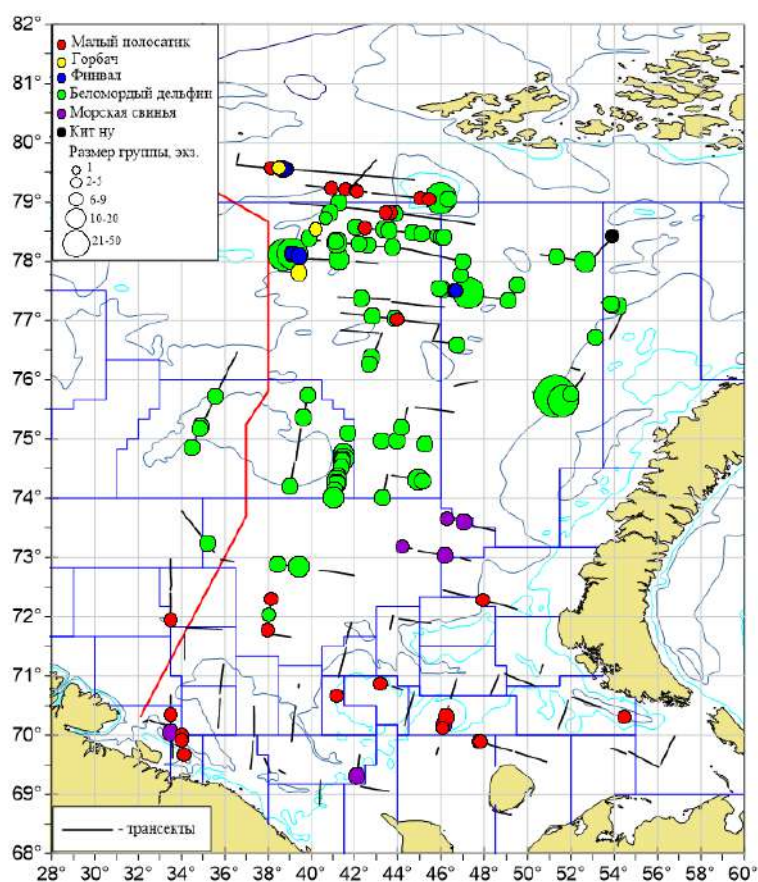 82°
81°
80°
79°
78°
77°
76°
75°
74°
73°
72°
71°
70°
69°
68°
Малый полосатик
Горбач
Финвал
Беломордый дельфин
Морская свинья
Кит ну
Размер группы, экз.
1
2-5
6-9
10-20
21-50
- трансекты
28° 30° 32° 34° 36° 38° 40° 42° 44° 46° 48° 50° 52° 54° 56° 58° 60°